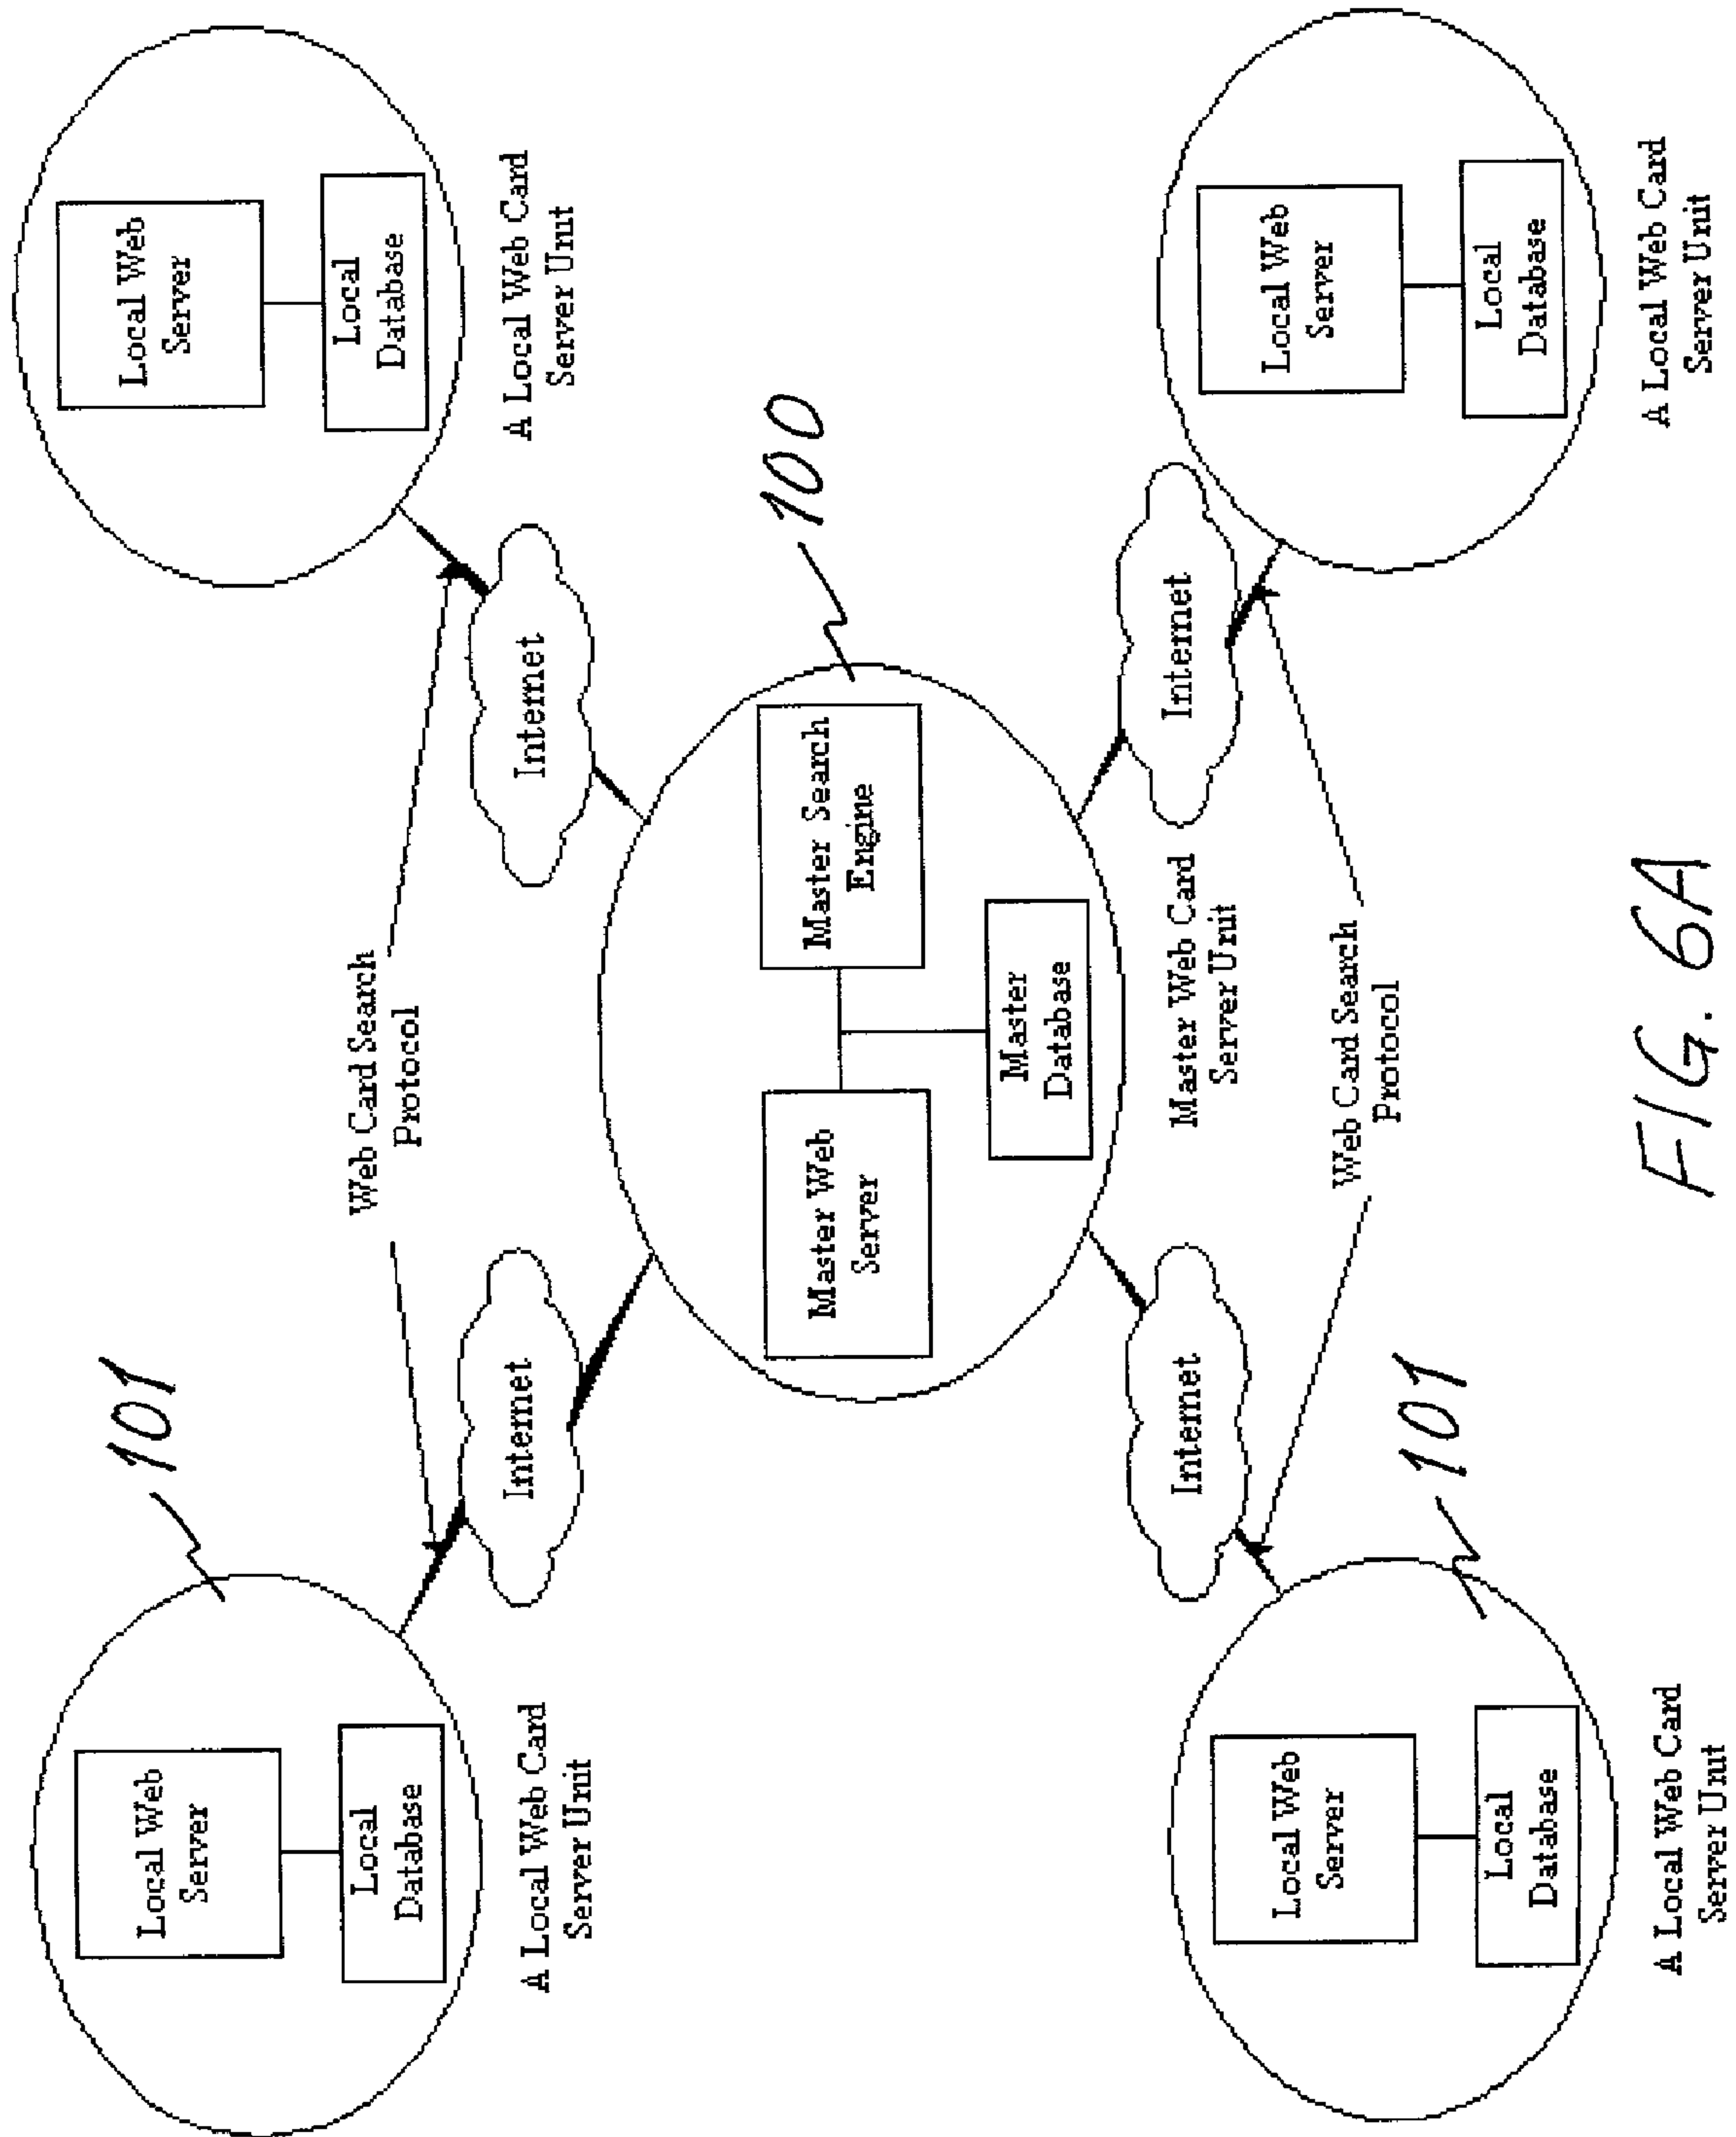 101
Local Web
Server
Local
Database
A Local Web Card
Server Unit
Internet
Web Card Search
Protocol
Internet
Local Web
Server
Local
Database
A Local Web Card
Server Unit
100
Master Web
Server
Master Search
Engine
Master
Database
Master Web Card
Server Unit
Internet
Web Card Search
Protocol
Internet
101
Local Web
Server
Local
Database
A Local Web Card
Server Unit
Local Web
Server
Local
Database
A Local Web Card
Server Unit
FIG. 6A